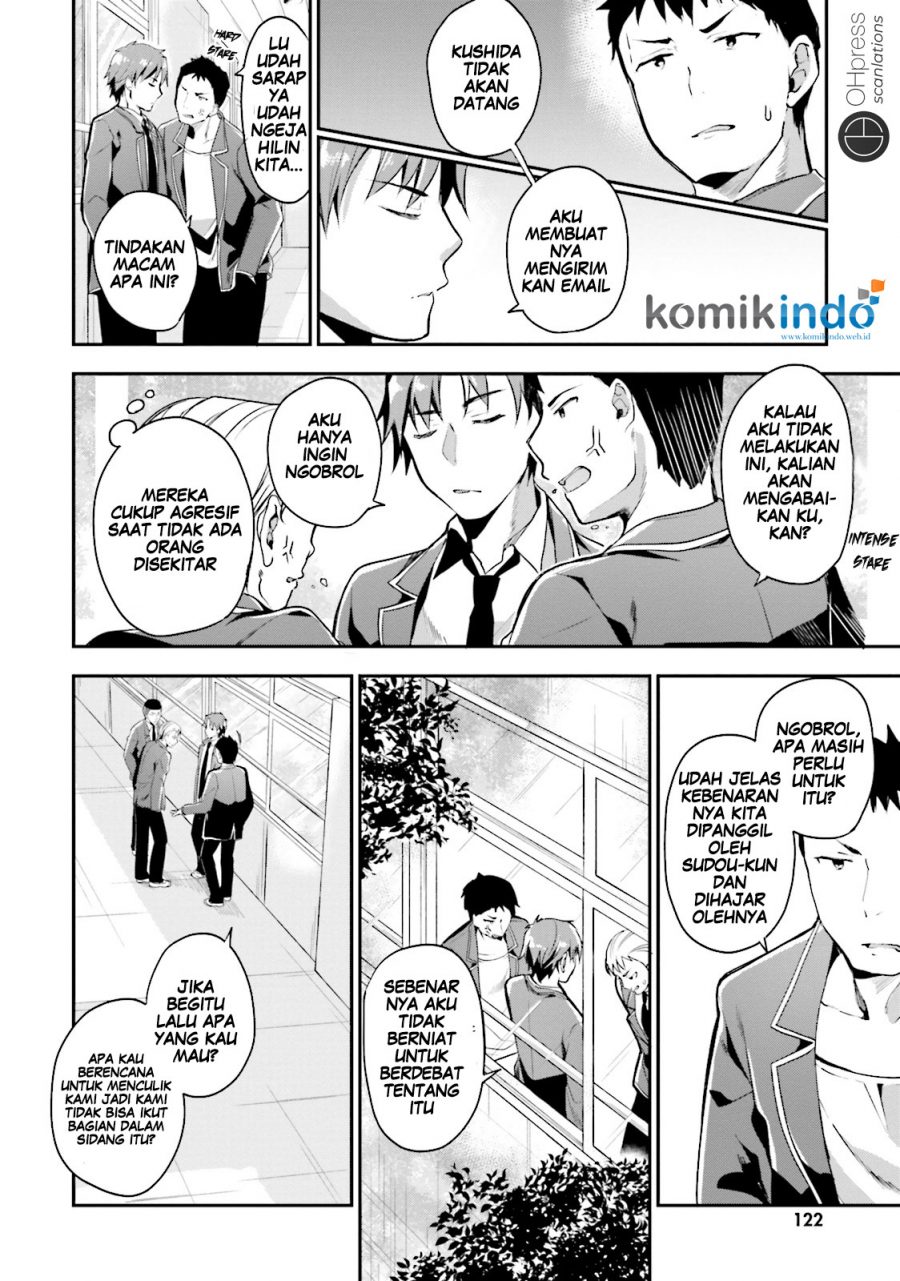 KUSHIDA
TIDAK
AKAN
DATANG
AKU
MEMBUAT
NYA
MENGIRIM
KAN EMAIL
OHpress
scanlations
komikindo
www.komikindo.web.id
HARD
STARE
LU
UDAH
SARAP
YA
UDAH
NGEJA
HILIN
KITA...
TINDAKAN
MACAM
APA INI?
KALAU
AKU TIDAK
MELAKUKAN
INI, KALIAN
AKAN
MENGABAI-
KAN KU,
KAN?
INTENSE
STARE
AKU
HANYA
INGIN
NGOBROL
MEREKA
CUKUP AGRESIF
SAAT TIDAK ADA
ORANG
DISEKITAR
NGOBROL,
APA MASIH
PERLU
UNTUK
ITU?
UDAH JELAS
KEBENARAN
NYA KITA
DIPANGGIL
OLEH
SUDOU-KUN
DAN
DIHAJAR
OLEHNYA
SEBENAR
NYA AKU
TIDAK
BERNIAT
UNTUK
BERDEBAT
TENTANG
ITU
JIKA
BEGITU
LALU APA
YANG KAU
MAU?
APA KAU
BERENCANA
UNTUK MENCULIK
KAMI JADI KAMI
TIDAK BISA IKUT
BAGIAN DALAM
SIDANG ITU?
122